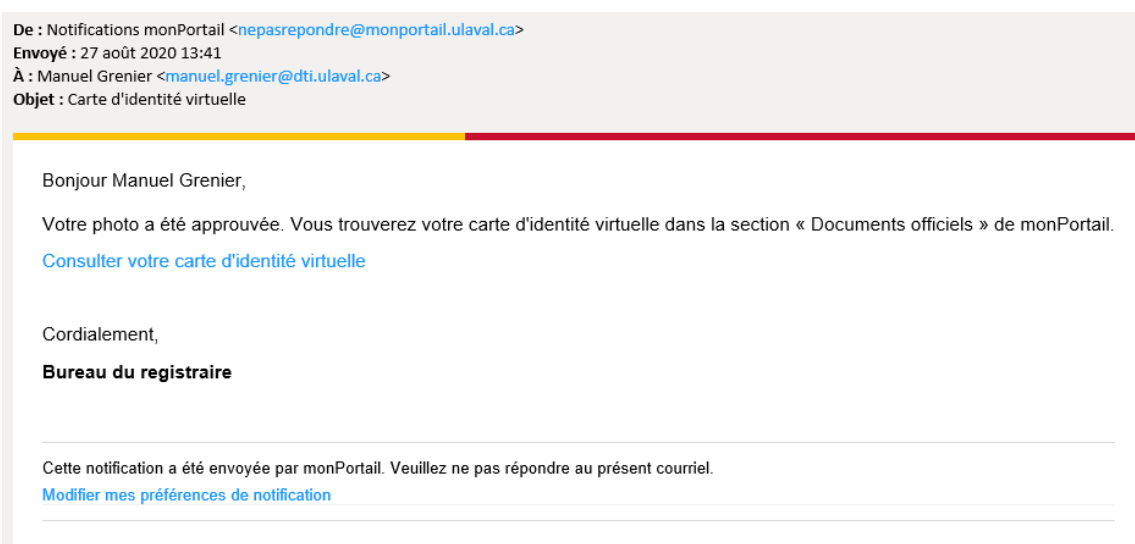 De : Notifications monPortail <nepasrepondre@monportail.ulaval.ca>
Envoyé : 27 août 2020 13:41
À : Manuel Grenier <manuel.grenier@dti.ulaval.ca>
Objet : Carte d'identité virtuelle
Bonjour Manuel Grenier,
Votre photo a été approuvée. Vous trouverez votre carte d'identité virtuelle dans la section « Documents officiels » de monPortail.
Consulter votre carte d'identité virtuelle
Cordialement,
Bureau du registraire
Cette notification a été envoyée par monPortail. Veuillez ne pas répondre au présent courriel.
Modifier mes préférences de notification